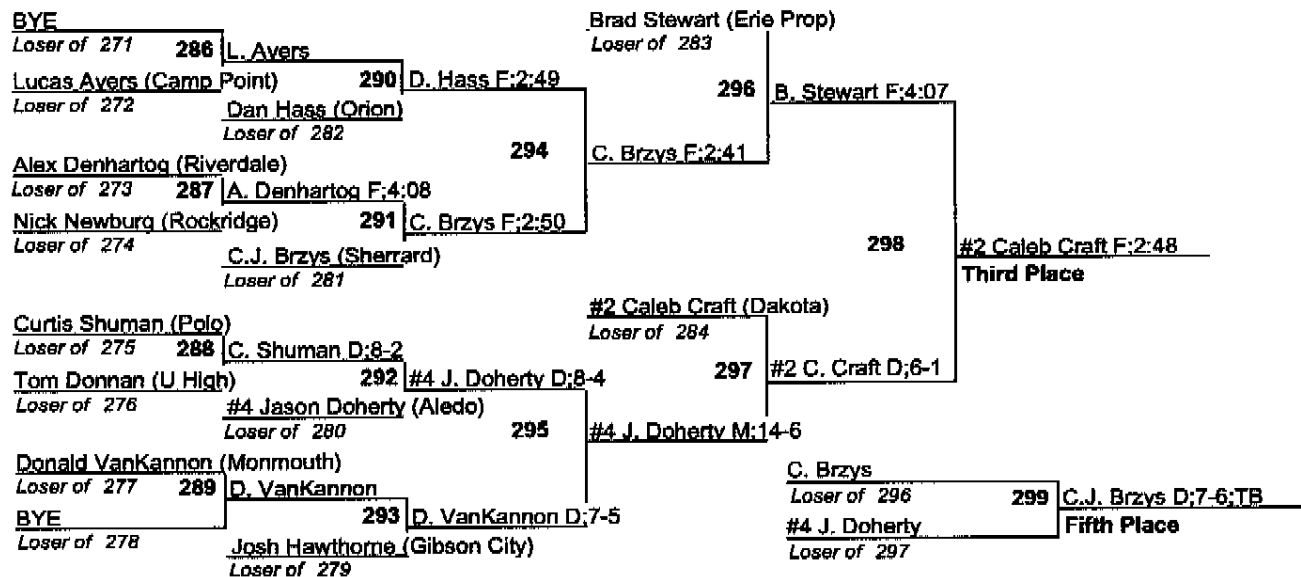 BYE
Loser of 271
286
L. Ayers
Lucas Ayers (Camp Point)
Loser of 272
290
D. Hass F;2:49
Dan Hass (Orion)
Loser of 282
Alex Denhartog (Riverdale)
Loser of 273
287
A. Denhartog F;4:08
Nick Newburg (Rockridge)
Loser of 274
291
C. Brzys F;2:50
C.J. Brzys (Sherrard)
Loser of 281
294
C. Brzys F;2:41
Brad Stewart (Erie Prop)
Loser of 283
296
B. Stewart F;4:07
Curtis Shuman (Polo)
Loser of 275
288
C. Shuman D;8-2
Tom Donnan (U High)
Loser of 276
292
#4 J. Doherty D;8-4
#4 Jason Doherty (Aledo)
Loser of 280
Donald VanKannon (Monmouth)
Loser of 277
289
D. VanKannon
BYE
Loser of 278
293
D. VanKannon D;7-5
Josh Hawthorne (Gibson City)
Loser of 279
295
#4 J. Doherty M;14-6
#2 Caleb Craft (Dakota)
Loser of 284
297
#2 C. Craft D;6-1
298
#2 Caleb Craft F;2:48
Third Place
C. Brzys
Loser of 296
299
C.J. Brzys D;7-6;TB
#4 J. Doherty
Fifth Place
Loser of 297